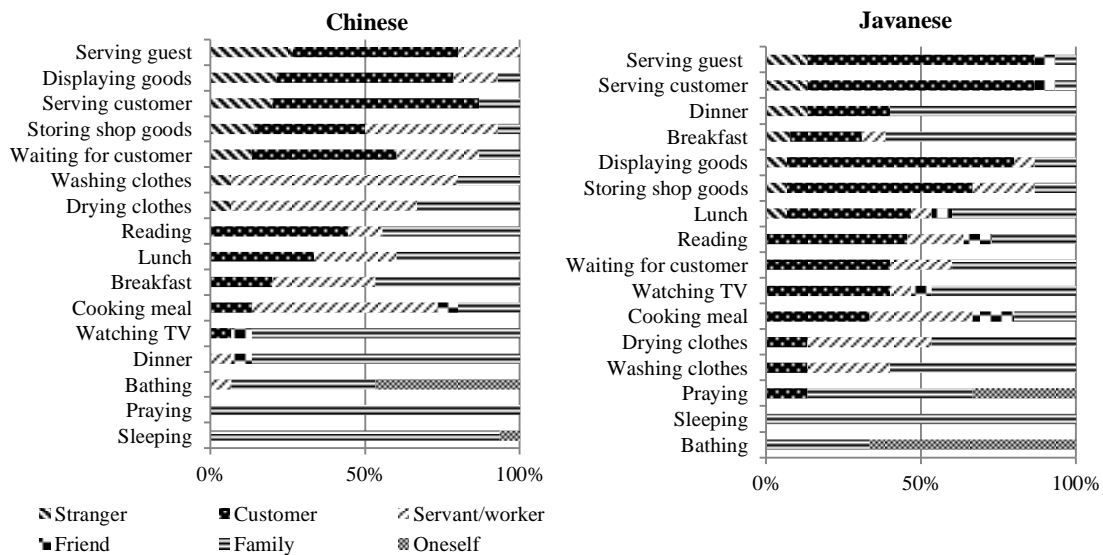 Chinese
Serving guest
Displaying goods
Serving customer
Storing shop goods
Waiting for customer
Washing clothes
Drying clothes
Reading
Lunch
Breakfast
Cooking meal
Watching TV
Dinner
Bathing
Praying
Sleeping
0% 50% 100%
Javanese
Serving guest
Serving customer
Dinner
Breakfast
Displaying goods
Storing shop goods
Lunch
Reading
Waiting for customer
Watching TV
Cooking meal
Drying clothes
Washing clothes
Praying
Sleeping
Bathing
0% 50% 100%
Stranger Customer Servant/worker
Friend Family Oneself